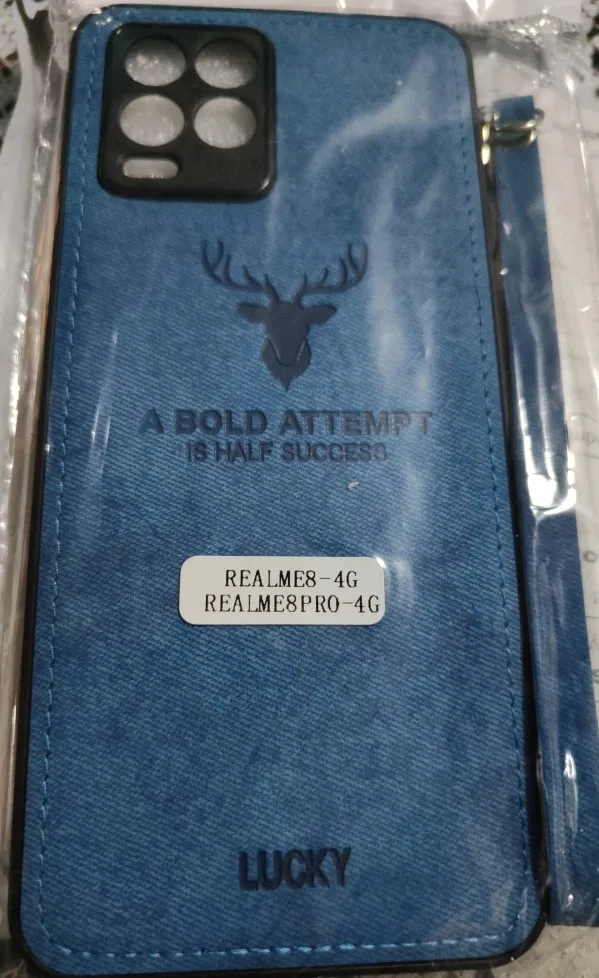 A BOLD ATTEMPT
IS HALF SUCCESS
REALME8-4G
REALME8PRO-4G
LUCKY